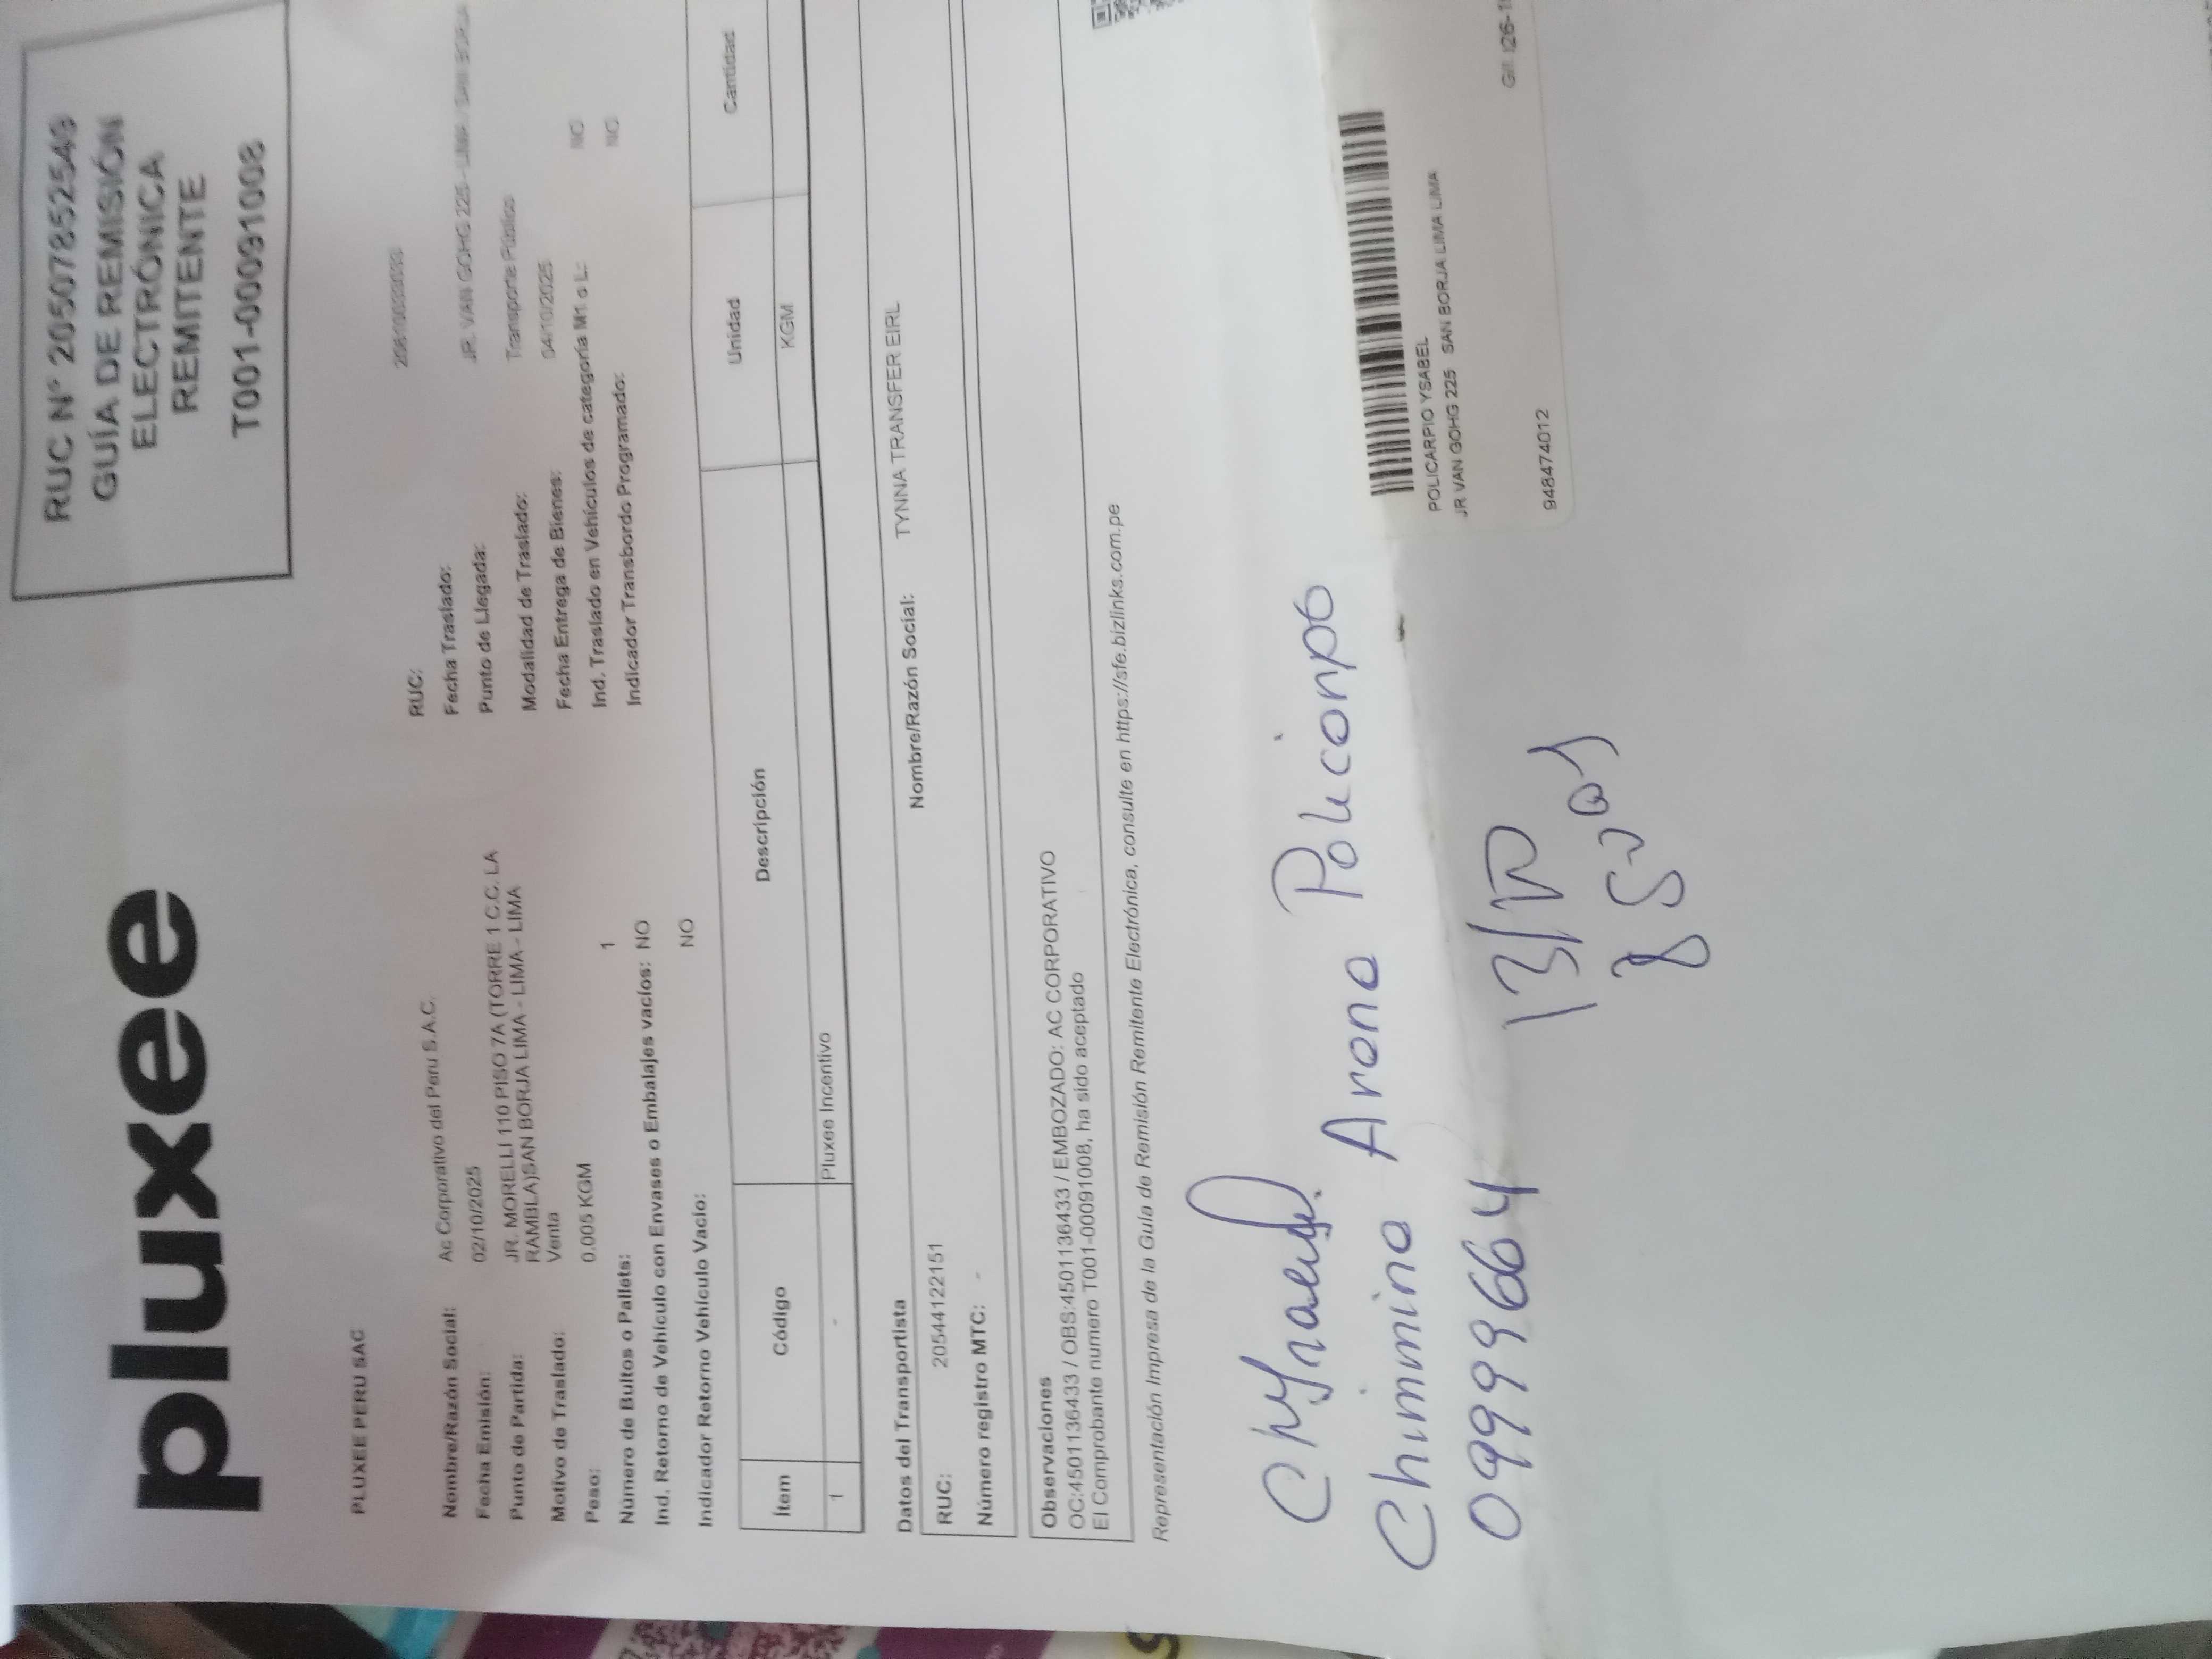 pluxee
RUC N° 20507852549
GUÍA DE REMISIÓN
ELECTRÓNICA
REMITENTE
T001-00091008
PLUXEE PERU SAC
Nombre/Razón Social: Ac Corporativo del Peru S.A.C.
Fecha Emisión: 02/10/2025
Punto de Partida: JR. MORELLI 110 PISO 7A (TORRE 1 C.C. LA
RAMBLA)SAN BORJA LIMA - LIMA - LIMA
Motivo de Traslado: Venta
Peso: 0.005 KGM
Número de Bultos o Pallets: 1
Ind. Retorno de Vehículo con Envases o Embalajes vacíos: NO
Indicador Retorno Vehículo Vacío: NO
RUC:
Fecha Traslado:
Punto de Llegada: JR. VAN GOHG 225 -
Modalidad de Traslado: Transporte Público
Fecha Entrega de Bienes: 04/10/2025
Ind. Traslado en Vehículos de categoría M1 o L: NO
Indicador Transbordo Programado: NO
Ítem Código Descripción Unidad Cantidad
1 - Pluxee Incentivo KGM
Datos del Transportista
RUC: 20544122151 Nombre/Razón Social: TYNNA TRANSFER EIRL
Número registro MTC: -
Observaciones
OC:4501136433 / OBS:4501136433 / EMBOZADO: AC CORPORATIVO
El Comprobante numero T001-00091008, ha sido aceptado
Representación Impresa de la Guía de Remisión Remitente Electrónica, consulte en https://sfe.bizlinks.com.pe
Arena
09999664
POLICARPIO YSABEL
JR VAN GOHG 225 SAN BORJA LIMA LIMA
948474012